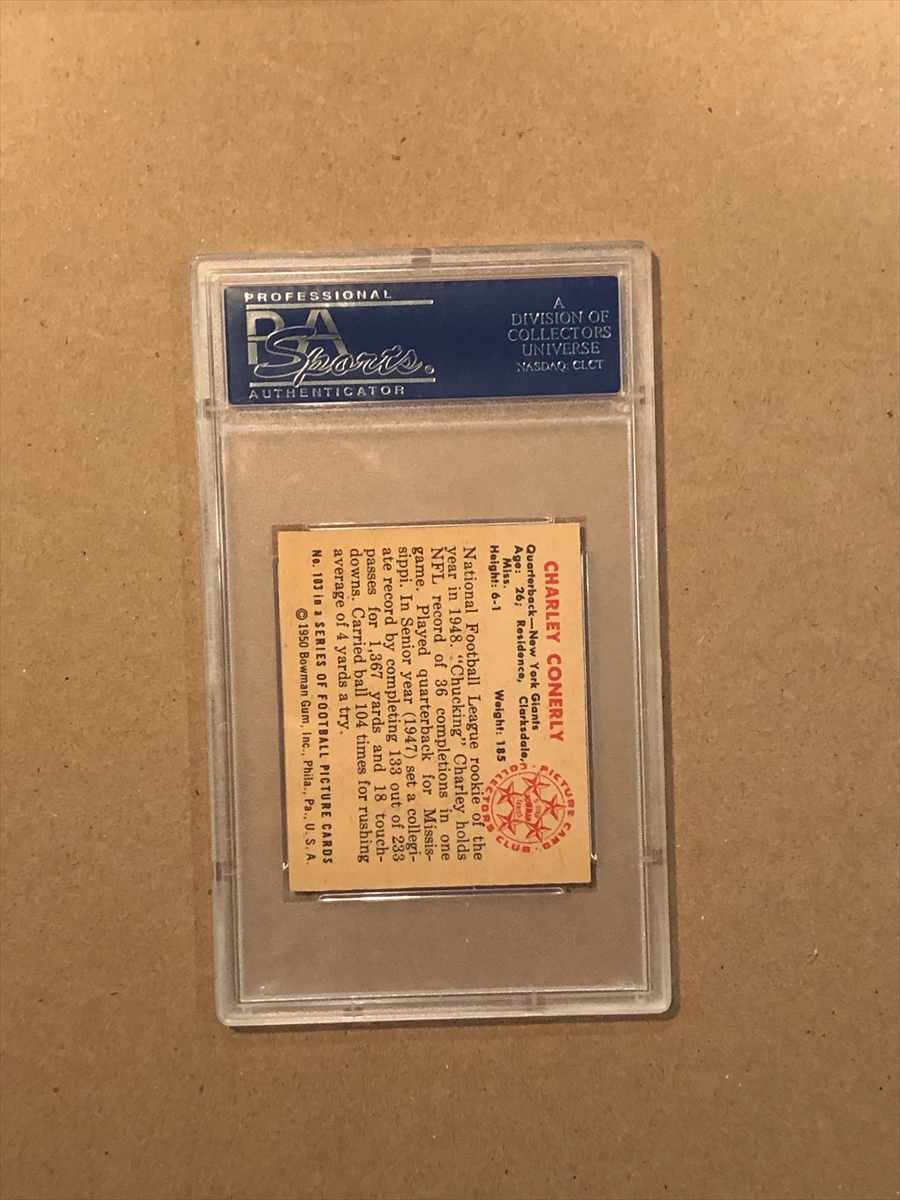 PROFESSIONAL
PSA
Sports.
AUTHENTICATOR
A
DIVISION OF
COLLECTORS
UNIVERSE
NASDAQ: CLCT
CHARLEY CONERLY
Quarterback—New York Giants
Age: 26; Residence, Clarksdale,
Miss.
Height: 6-1 Weight: 185
PICTURE CARD COLLECTORS CLUB
National Football League rookie of the
year in 1948. "Chucking" Charley holds
NFL record of 36 completions in one
game. Played quarterback for Missis-
sippi. In Senior year (1947) set a collegi-
ate record by completing 133 out of 233
passes for 1,367 yards and 18 touch-
downs. Carried ball 104 times for rushing
average of 4 yards a try.
No. 103 in a SERIES OF FOOTBALL PICTURE CARDS
© 1950 Bowman Gum, Inc., Phila., Pa., U. S. A.